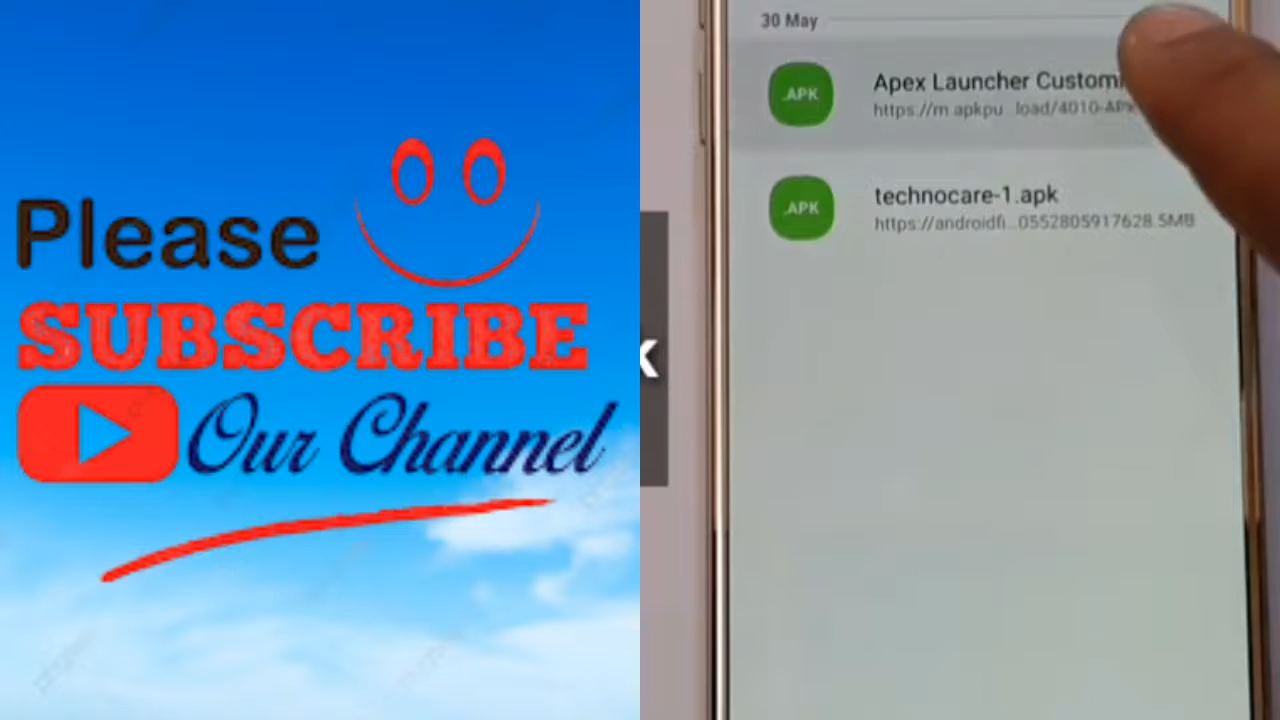 Please
SUBSCRIBE
Our Channel
30 May
.APK
Apex Launcher Custom
https://m.apkpu...load/4010-APK
.APK
technocare-1.apk
https://androidfi...0552805917628.5MB
K